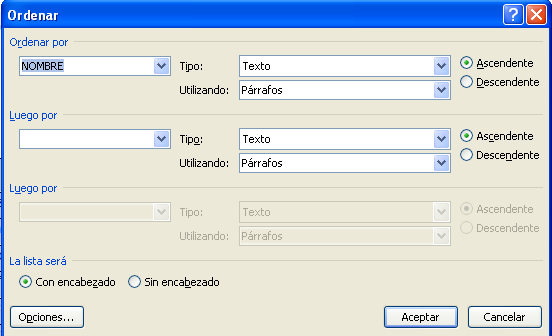 Ordenar
Ordenar por
NOMBRE Tipo: Texto Ascendente
Utilizando: Párrafos Descendente
Luego por
Tipo: Texto Ascendente
Utilizando: Párrafos Descendente
Luego por
Tipo: Texto Ascendente
Utilizando: Párrafos Descendente
La lista será
Con encabezado Sin encabezado
Opciones... Aceptar Cancelar